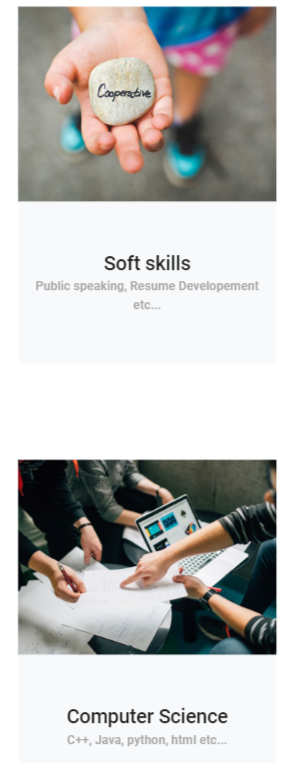 Cooperative
Soft skills
Public speaking, Resume Developement
etc...
Computer Science
C++, Java, python, html etc...